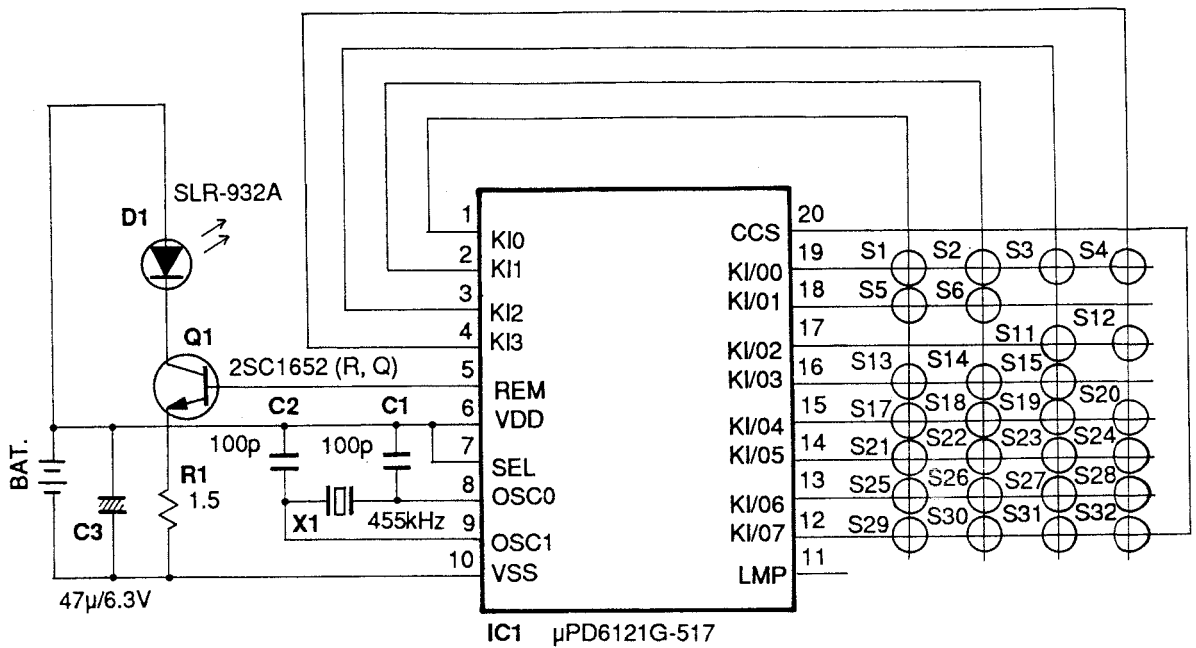 SLR-932A
D1
Q1
2SC1652 (R, Q)
C2
C1
100p
100p
BAT.
R1
1.5
C3
X1
455kHz
47µ/6.3V
1
KI0
2
KI1
3
KI2
4
KI3
5
REM
6
VDD
7
SEL
8
OSC0
9
OSC1
10
VSS
20
CCS
19
KI/00
18
KI/01
17
KI/02
16
KI/03
15
KI/04
14
KI/05
13
KI/06
12
KI/07
11
LMP
S1 S2 S3 S4
S5 S6
S11 S12
S13 S14 S15
S17 S18 S19 S20
S21 S22 S23 S24
S25 S26 S27 S28
S29 S30 S31 S32
IC1 µPD6121G-517